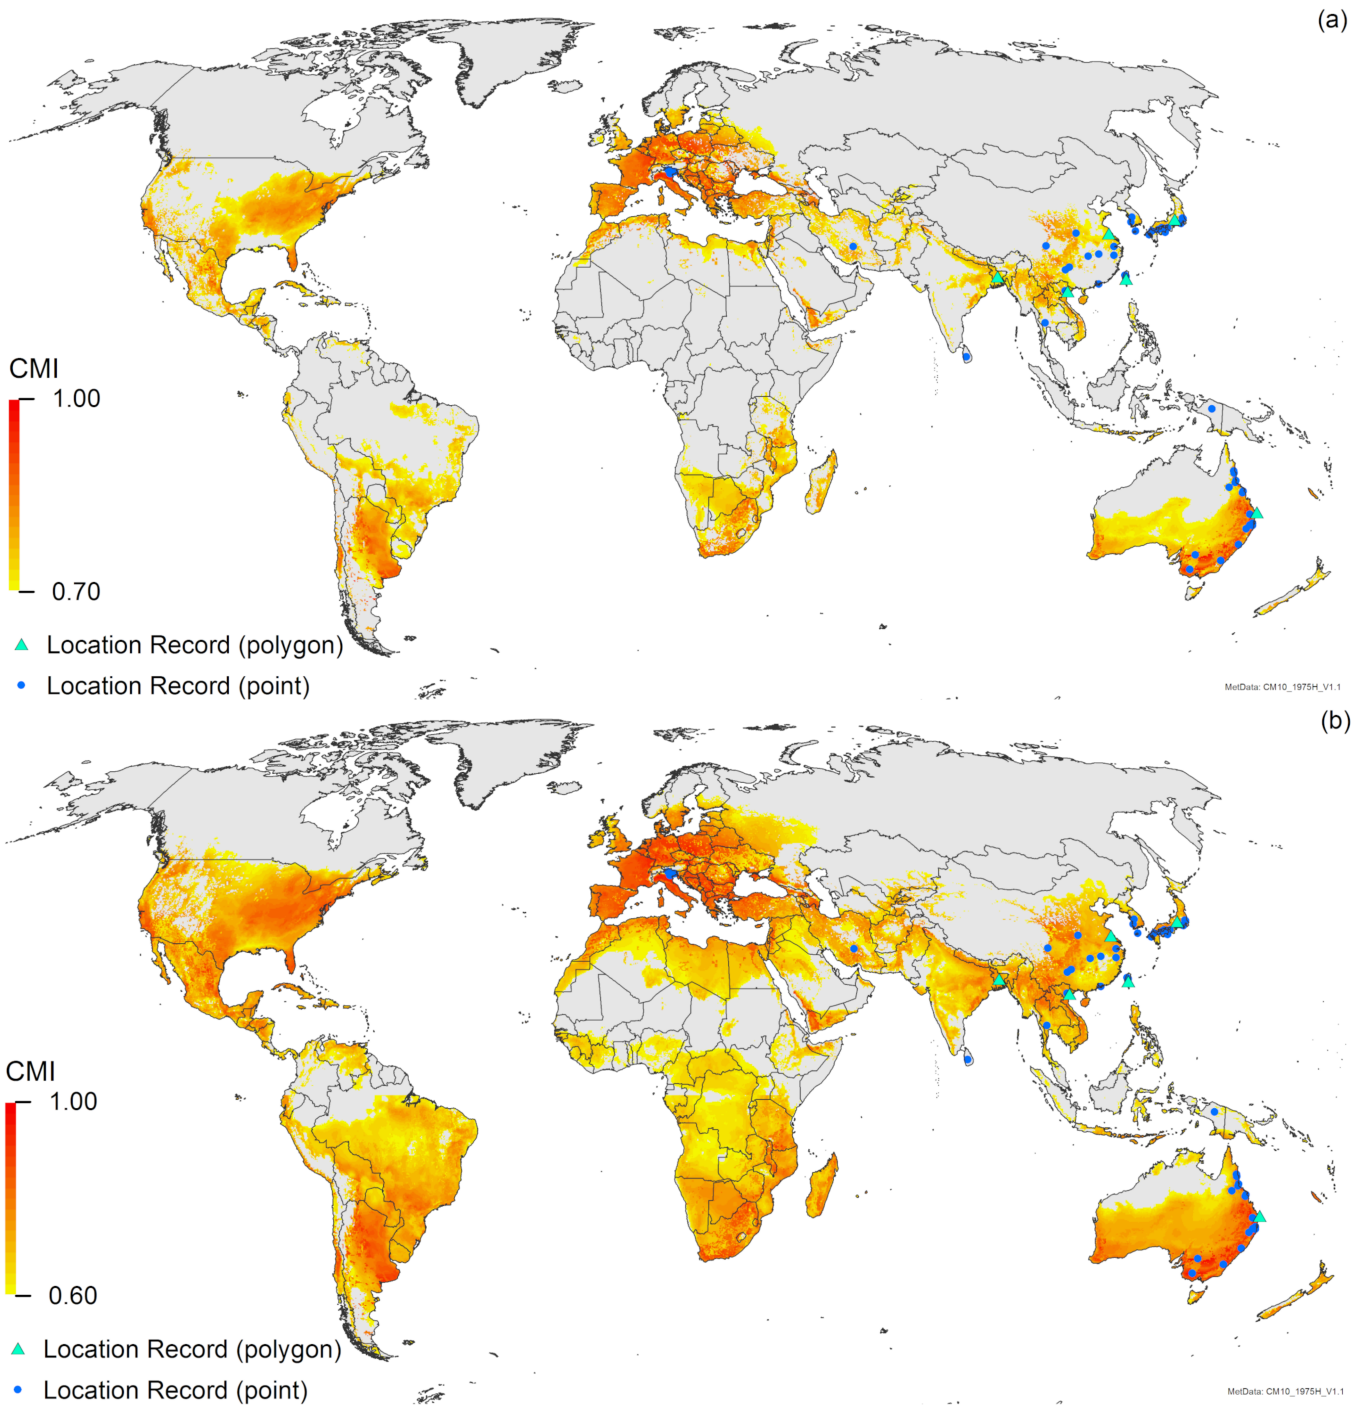 (a)
CMI
1.00
0.70
Location Record (polygon)
Location Record (point)
MetData: CM10_1975H_V1.1
(b)
CMI
1.00
0.60
Location Record (polygon)
Location Record (point)
MetData: CM10_1975H_V1.1